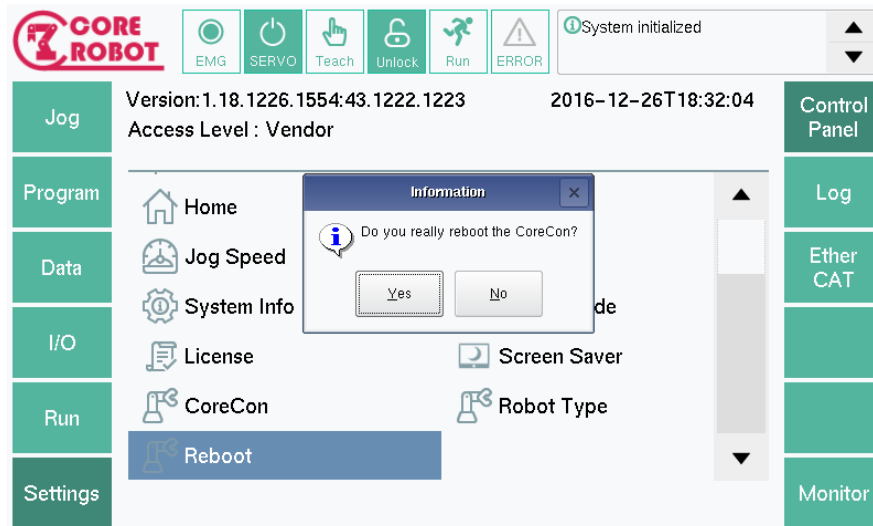 CORE
ROBOT
EMG
SERVO
Teach
Unlock
Run
ERROR
System initialized
Jog
Program
Data
I/O
Run
Settings
Version:1.18.1226.1554:43.1222.1223
2016-12-26T18:32:04
Access Level : Vendor
Home
Jog Speed
System Info
de
License
Screen Saver
CoreCon
Robot Type
Reboot
Information
Do you really reboot the CoreCon?
Yes
No
Control
Panel
Log
Ether
CAT
Monitor